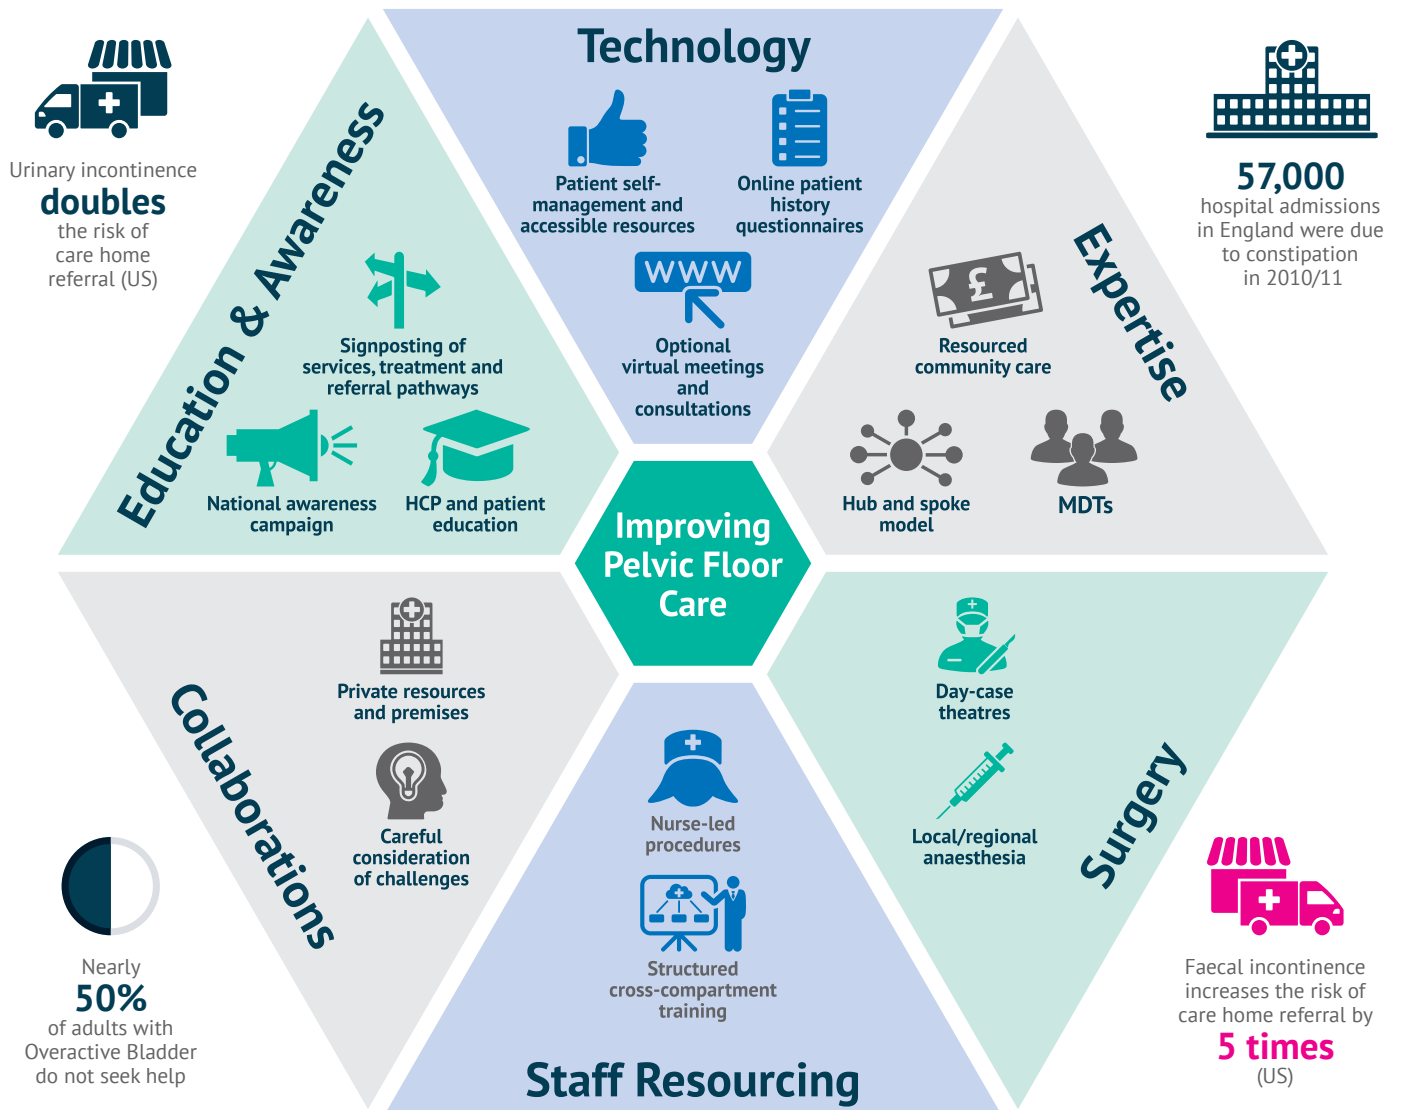 Technology
Patient self-
management and
accessible resources
Online patient
history
questionnaires
WWW
Optional
virtual meetings
and
consultations
Urinary incontinence
doubles
the risk of
care home
referral (US)
Education & Awareness
Signposting of
services, treatment and
referral pathways
National awareness
campaign
HCP and patient
education
57,000
hospital admissions
in England were due
to constipation
in 2010/11
Expertise
£
Resourced
community care
Hub and spoke
model
MDTs
Improving
Pelvic Floor
Care
Collaborations
Private resources
and premises
Careful
consideration
of challenges
Nurse-led
procedures
Structured
cross-compartment
training
Staff Resourcing
Day-case
theatres
Local/regional
anaesthesia
Surgery
Nearly
50%
of adults with
Overactive Bladder
do not seek help
Faecal incontinence
increases the risk of
care home referral by
5 times
(US)